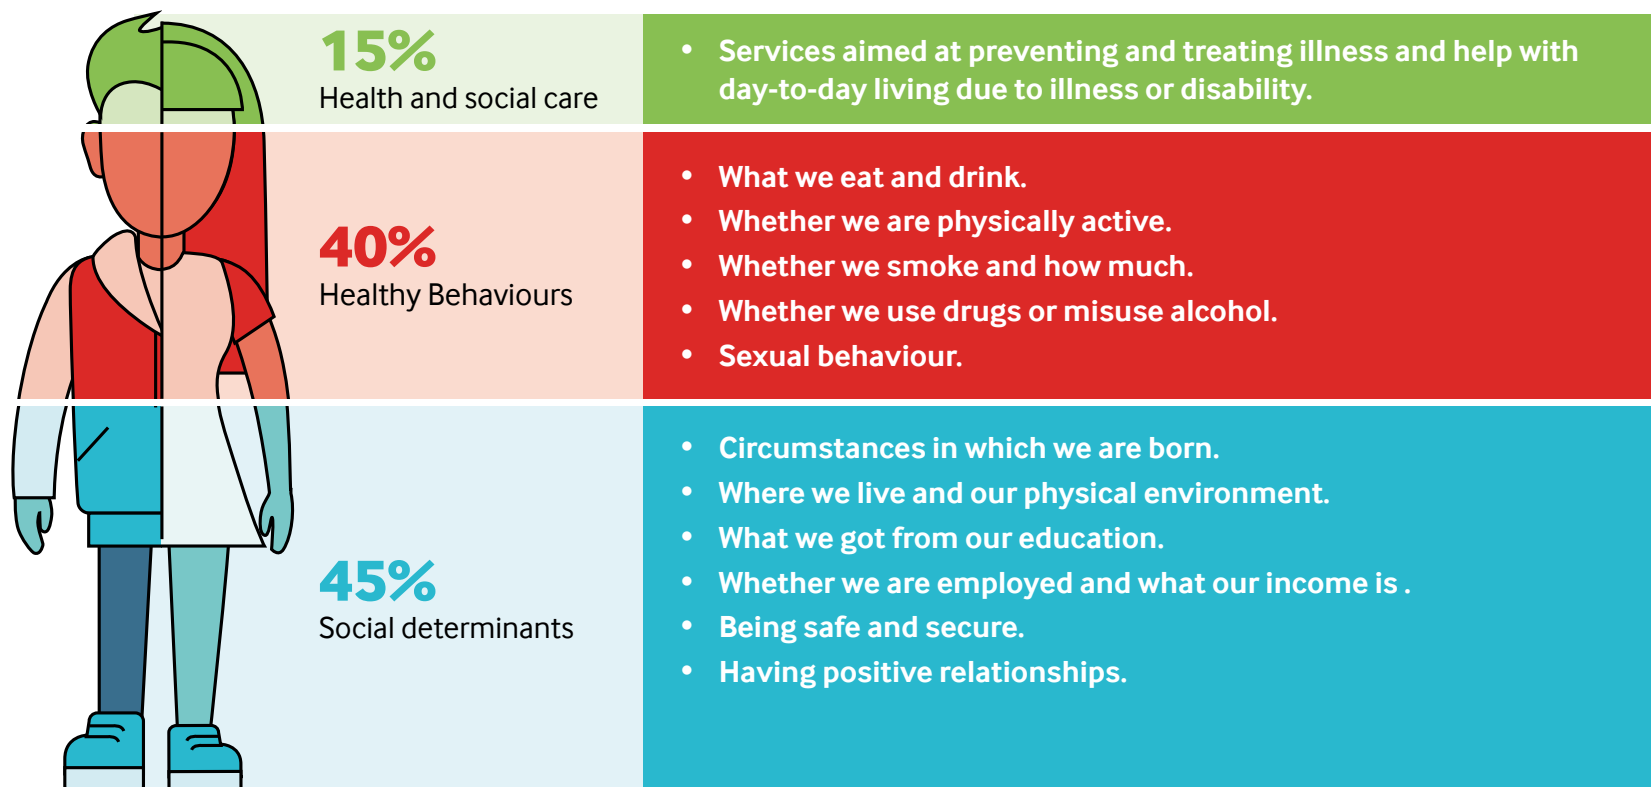 15%
Health and social care
• Services aimed at preventing and treating illness and help with
day-to-day living due to illness or disability.
40%
Healthy Behaviours
• What we eat and drink.
• Whether we are physically active.
• Whether we smoke and how much.
• Whether we use drugs or misuse alcohol.
• Sexual behaviour.
45%
Social determinants
• Circumstances in which we are born.
• Where we live and our physical environment.
• What we got from our education.
• Whether we are employed and what our income is .
• Being safe and secure.
• Having positive relationships.